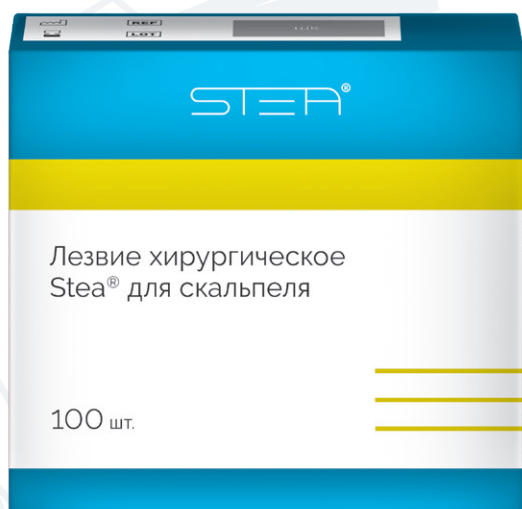 REF
LOT
STEA®
Лезвие хирургическое
Stea® для скальпеля
100 шт.